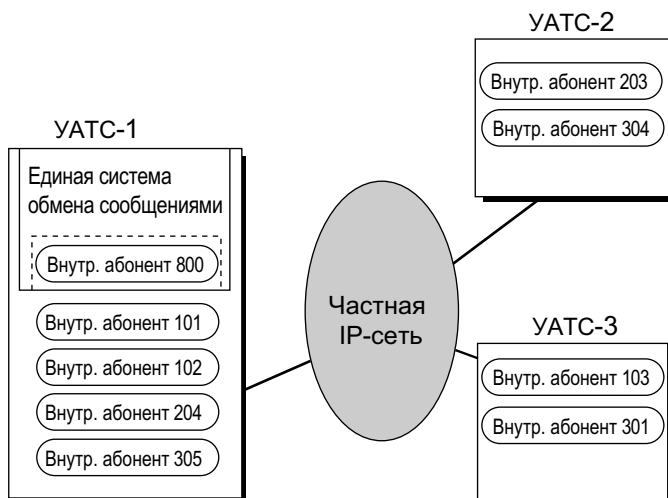 УАТС-2
Внутр. абонент 203
Внутр. абонент 304
УАТС-1
Единая система
обмена сообщениями
Внутр. абонент 800
Внутр. абонент 101
Внутр. абонент 102
Внутр. абонент 204
Внутр. абонент 305
Частная
IP-сеть
УАТС-3
Внутр. абонент 103
Внутр. абонент 301